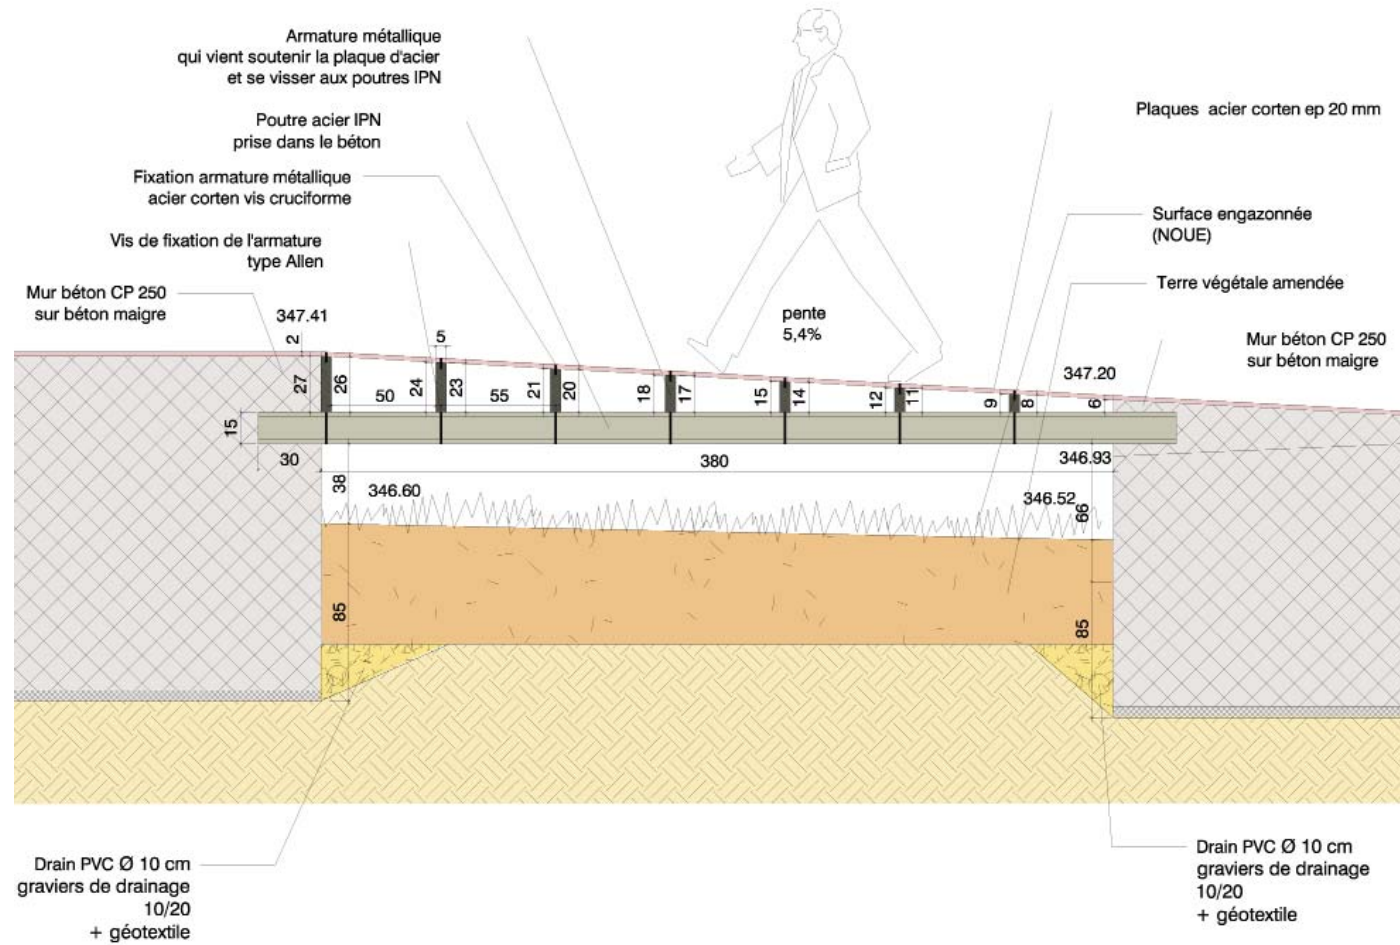 Armature métallique
qui vient soutenir la plaque d'acier
et se visser aux poutres IPN
Poutre acier IPN
prise dans le béton
Fixation armature métallique
acier corten vis cruciforme
Vis de fixation de l'armature
type Allen
Mur béton CP 250
sur béton maigre
Plaques acier corten ep 20 mm
Surface engazonnée
(NOUE)
Terre végétale amendée
Mur béton CP 250
sur béton maigre
pente
5,4%
347.41
347.20
2
5
27
26
24
23
21
20
18
17
15
14
12
11
9
8
6
50
55
15
30
380
346.93
38
346.60
346.52
66
85
85
Drain PVC Ø 10 cm
graviers de drainage
10/20
+ géotextile
Drain PVC Ø 10 cm
graviers de drainage
10/20
+ géotextile